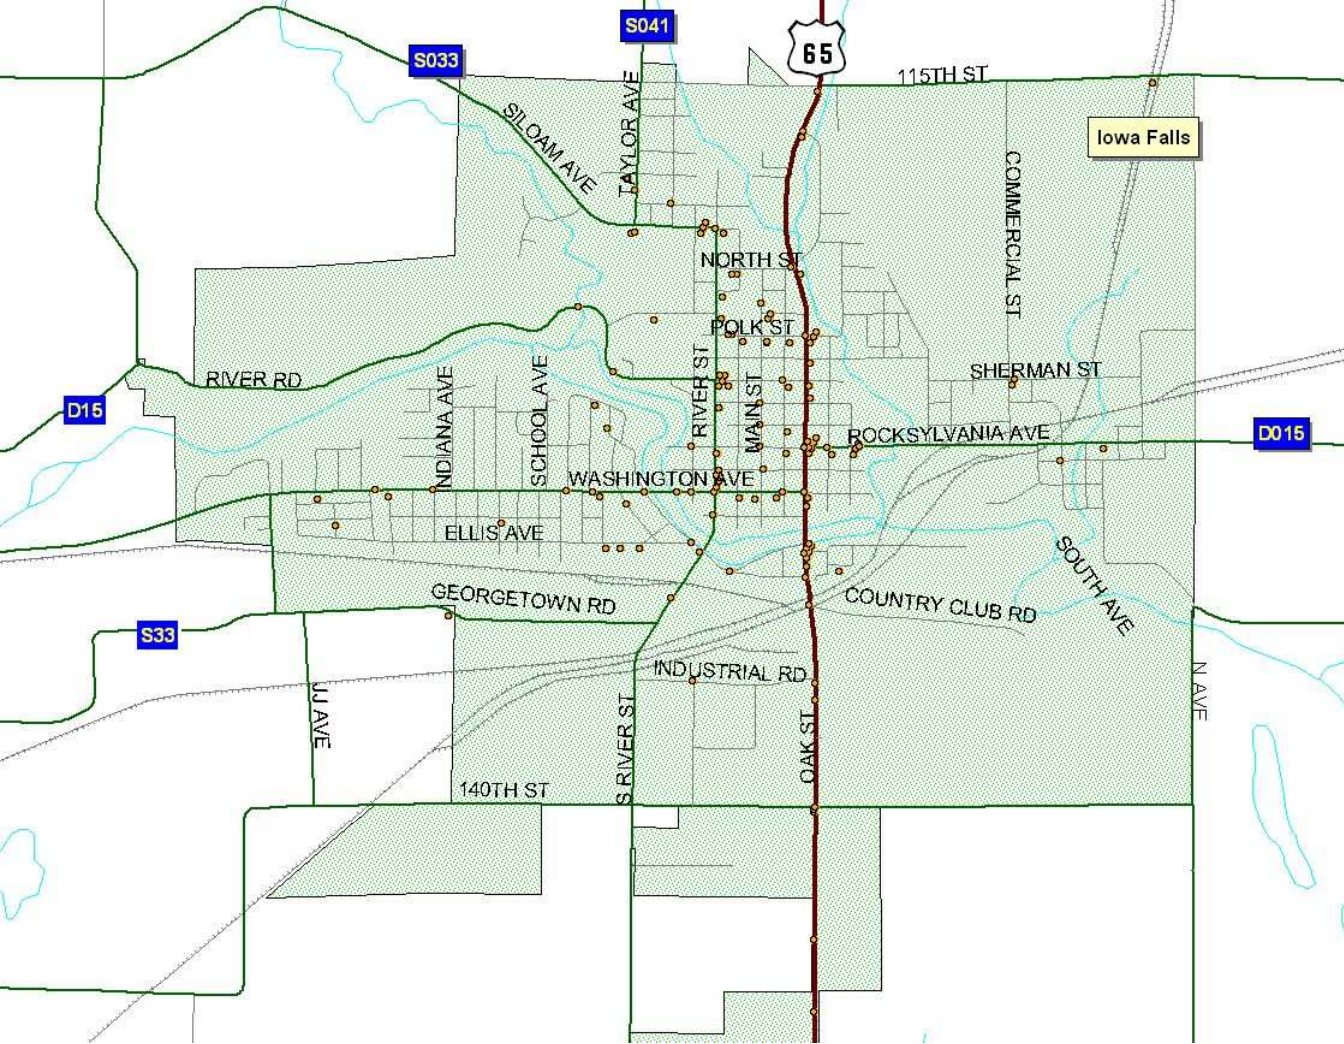 S041
S033
65
115TH ST
TAYLOR AVE
SILOAM AVE
Iowa Falls
COMMERCIAL ST
NORTH ST
POLK ST
RIVER RD
INDIANA AVE
SCHOOL AVE
RIVER ST
MAIN ST
SHERMAN ST
D15
D015
ROCKSYLVANIA AVE
WASHINGTON AVE
ELLIS AVE
SOUTH AVE
GEORGETOWN RD
COUNTRY CLUB RD
S33
INDUSTRIAL RD
N AVE
JJ AVE
S RIVER ST
OAK ST
140TH ST